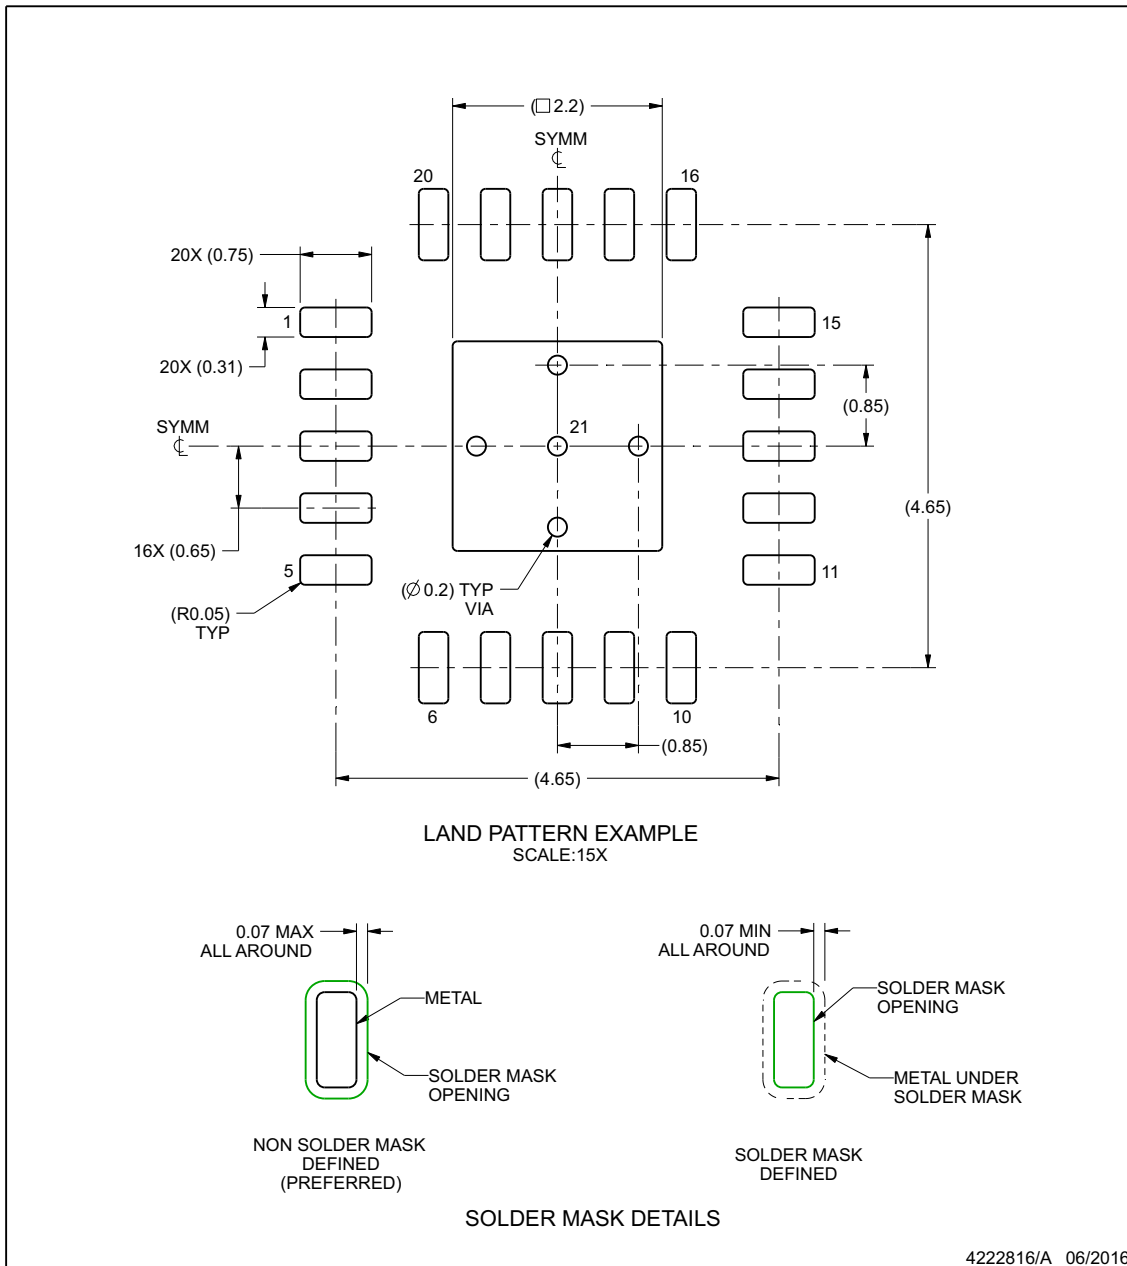 (□2.2)
SYMM
℄
20
16
20X (0.75)
1
15
20X (0.31)
(0.85)
SYMM
℄
21
(4.65)
16X (0.65)
5
(∅0.2) TYP
VIA
11
(R0.05)
TYP
6
10
(0.85)
(4.65)
LAND PATTERN EXAMPLE
SCALE:15X
0.07 MAX
ALL AROUND
METAL
SOLDER MASK
OPENING
NON SOLDER MASK
DEFINED
(PREFERRED)
0.07 MIN
ALL AROUND
SOLDER MASK
OPENING
METAL UNDER
SOLDER MASK
SOLDER MASK
DEFINED
SOLDER MASK DETAILS
4222816/A 06/2016